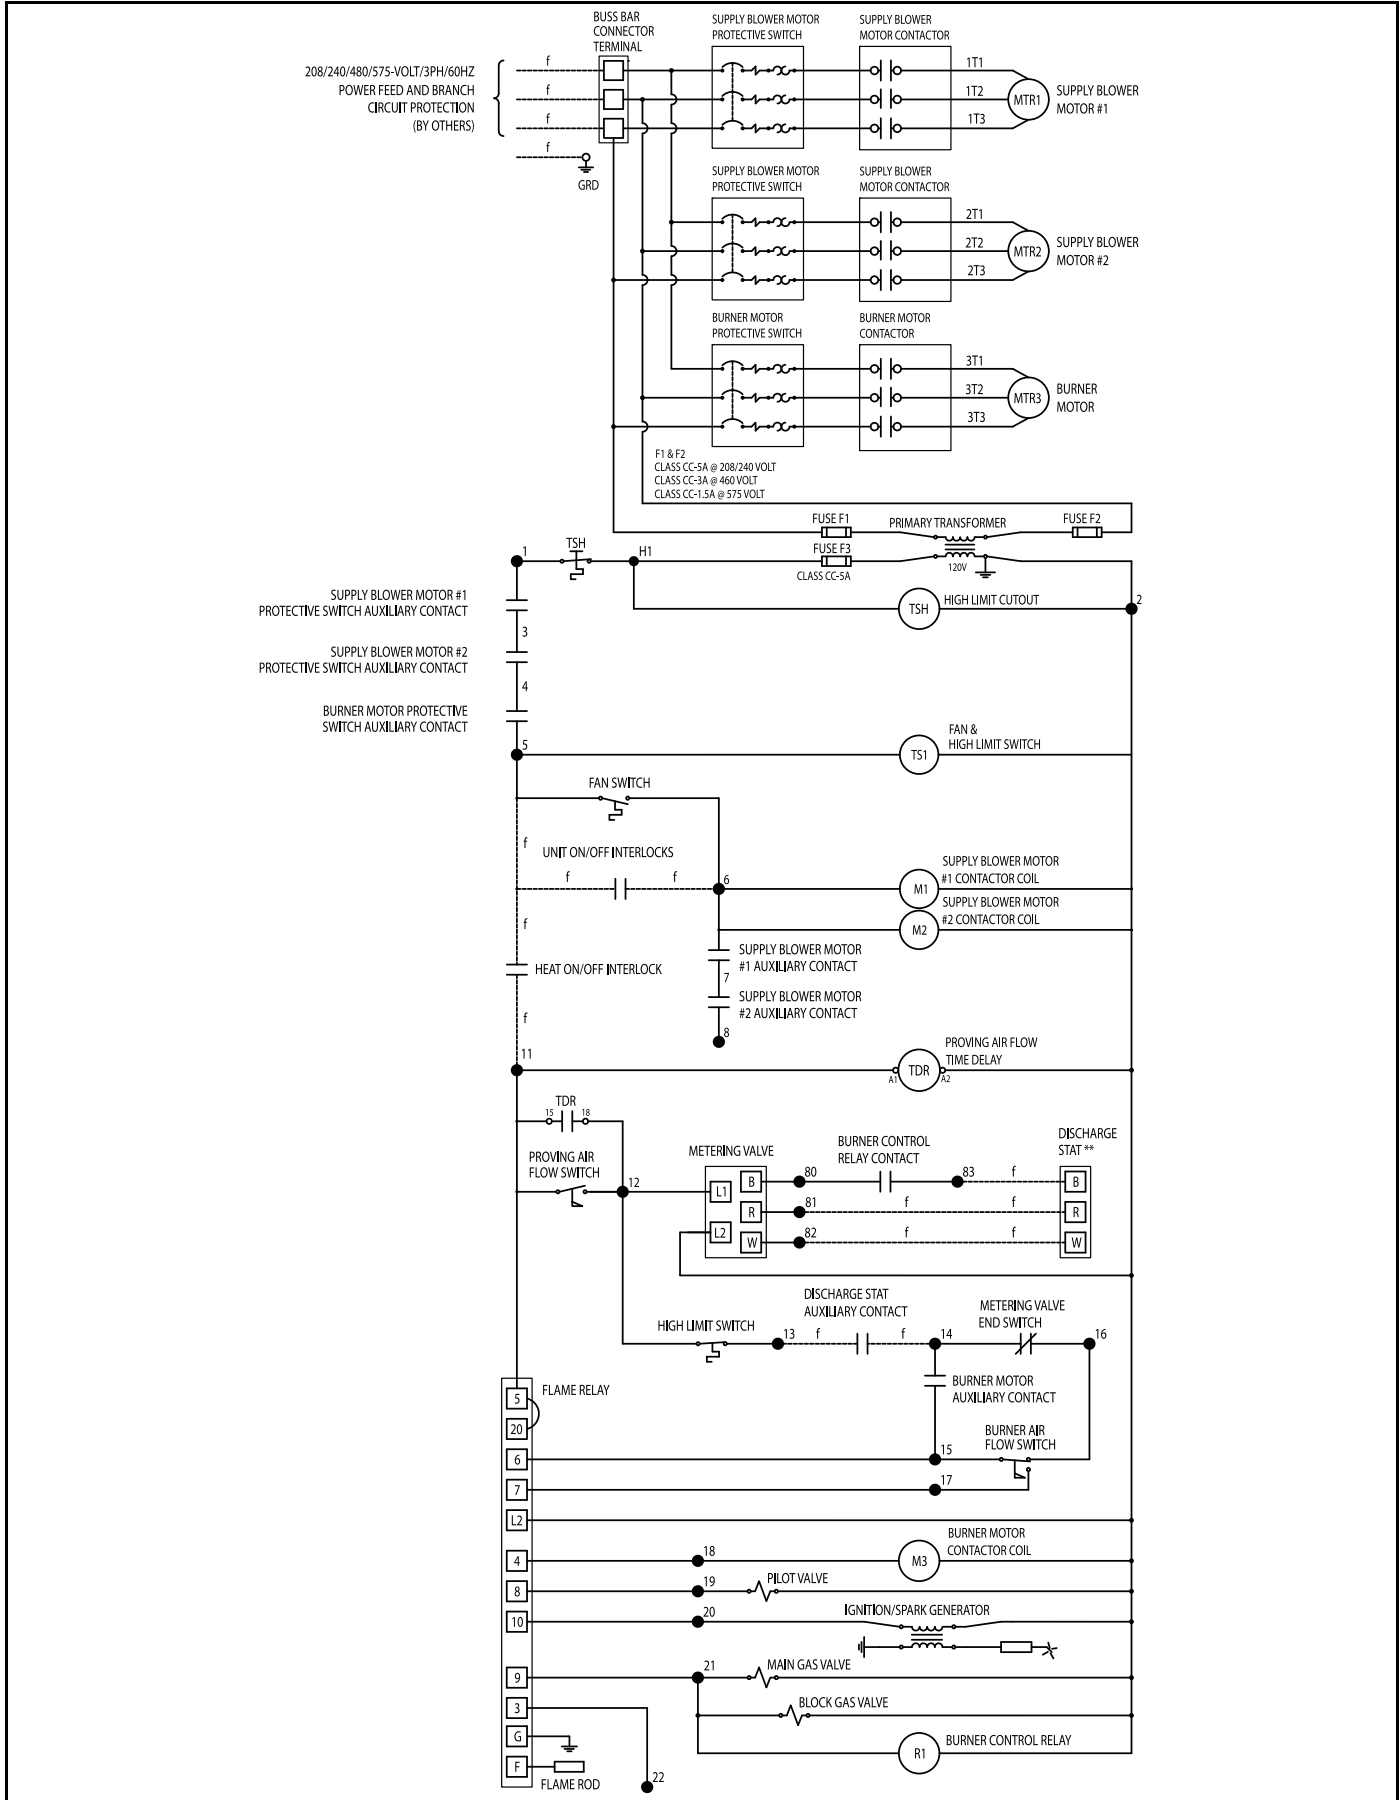 BUSS BAR
CONNECTOR
TERMINAL
SUPPLY BLOWER MOTOR
PROTECTIVE SWITCH
SUPPLY BLOWER
MOTOR CONTACTOR
208/240/480/575-VOLT/3PH/60HZ
POWER FEED AND BRANCH
CIRCUIT PROTECTION
(BY OTHERS)
f
f
f
f
GRD
1T1
1T2
1T3
MTR1
SUPPLY BLOWER
MOTOR #1
SUPPLY BLOWER MOTOR
PROTECTIVE SWITCH
SUPPLY BLOWER
MOTOR CONTACTOR
2T1
2T2
2T3
MTR2
SUPPLY BLOWER
MOTOR #2
BURNER MOTOR
PROTECTIVE SWITCH
BURNER MOTOR
CONTACTOR
3T1
3T2
3T3
MTR3
BURNER
MOTOR
F1 & F2
CLASS CC-5A @ 208/240 VOLT
CLASS CC-3A @ 460 VOLT
CLASS CC-1.5A @ 575 VOLT
FUSE F1
PRIMARY TRANSFORMER
FUSE F2
1
TSH
H1
FUSE F3
CLASS CC-5A
120V
SUPPLY BLOWER MOTOR #1
PROTECTIVE SWITCH AUXILIARY CONTACT
TSH
HIGH LIMIT CUTOUT
2
3
SUPPLY BLOWER MOTOR #2
PROTECTIVE SWITCH AUXILIARY CONTACT
4
BURNER MOTOR PROTECTIVE
SWITCH AUXILIARY CONTACT
5
TS1
FAN &
HIGH LIMIT SWITCH
FAN SWITCH
f
UNIT ON/OFF INTERLOCKS
f
f
6
M1
SUPPLY BLOWER MOTOR
#1 CONTACTOR COIL
f
M2
SUPPLY BLOWER MOTOR
#2 CONTACTOR COIL
HEAT ON/OFF INTERLOCK
SUPPLY BLOWER MOTOR
#1 AUXILIARY CONTACT
7
SUPPLY BLOWER MOTOR
#2 AUXILIARY CONTACT
f
8
11
A1
TDR
A2
PROVING AIR FLOW
TIME DELAY
TDR
15
18
PROVING AIR
FLOW SWITCH
12
METERING VALVE
L1
L2
B
R
W
80
BURNER CONTROL
RELAY CONTACT
83
f
DISCHARGE
STAT **
B
81
f
f
R
82
f
f
W
HIGH LIMIT SWITCH
13
DISCHARGE STAT
AUXILIARY CONTACT
f
f
14
METERING VALVE
END SWITCH
16
BURNER MOTOR
AUXILIARY CONTACT
FLAME RELAY
5
20
BURNER AIR
FLOW SWITCH
6
15
7
17
L2
4
18
M3
BURNER MOTOR
CONTACTOR COIL
8
19
PILOT VALVE
10
20
IGNITION/SPARK GENERATOR
9
21
MAIN GAS VALVE
3
BLOCK GAS VALVE
G
R1
BURNER CONTROL RELAY
F
FLAME ROD
22